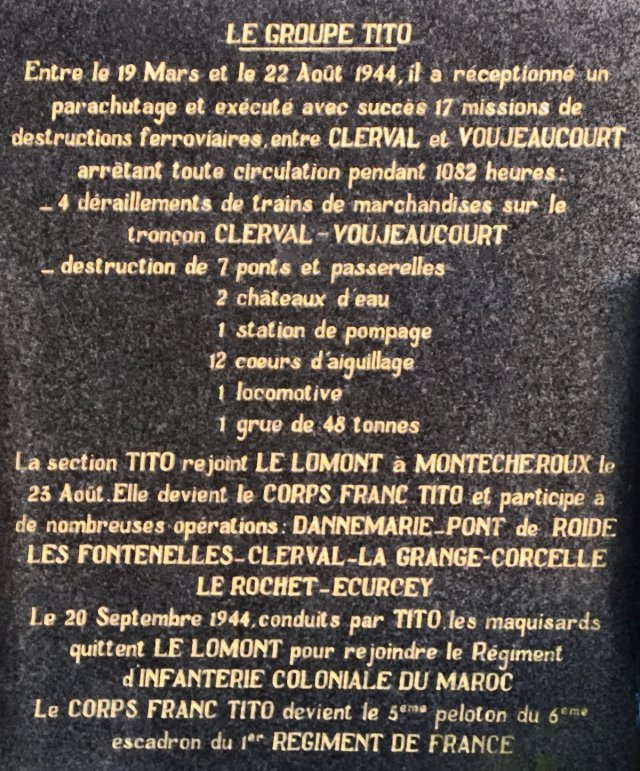 LE GROUPE TITO
Entre le 19 Mars et le 22 Août 1944, il a réceptionné un
parachutage et exécuté avec succès 17 missions de
destructions ferroviaires, entre CLERVAL et VOUJEAUCOURT
arrêtant toute circulation pendant 1082 heures:
_ 4 déraillements de trains de marchandises sur le
tronçon CLERVAL-VOUJEAUCOURT
_ destruction de 7 ponts et passerelles
2 châteaux d'eau
1 station de pompage
12 coeurs d'aiguillage
1 locomotive
1 grue de 48 tonnes
La section TITO rejoint LE LOMONT à MONTECHEROUX le
23 Août. Elle devient le CORPS FRANC TITO et participe à
de nombreuses opérations: DANNEMARIE_PONT de ROIDE
LES FONTENELLES-CLERVAL-LA GRANGE-CORCELLE
LE ROCHET-ECURCEY
Le 20 Septembre 1944, conduits par TITO, les maquisards
quittent LE LOMONT pour rejoindre le Régiment
d'INFANTERIE COLONIALE DU MAROC
Le CORPS FRANC TITO devient le 5eme peloton du 6eme
escadron du 1er REGIMENT DE FRANCE